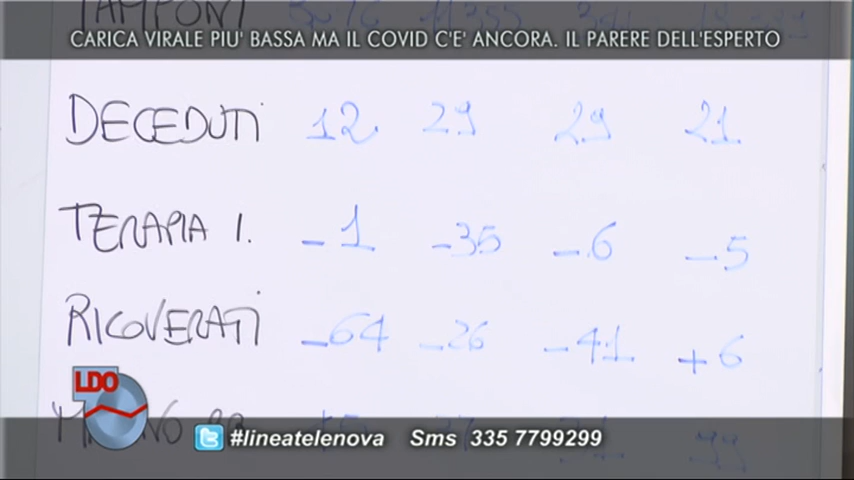 TAMPONI
CARICA VIRALE PIU' BASSA MA IL COVID C'E' ANCORA. IL PARERE DELL'ESPERTO
DECEDUTI 12 29 29 21
TERAPIA I. -1 -35 -6 -5
RICOVERATI -64 -26 -41 +6
LDO
#lineatelenova Sms 335 7799299